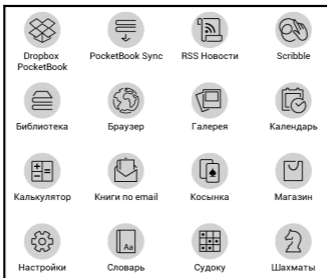 Dropbox PocketBook Sync RSS Новости Scribble
PocketBook
Библиотека Браузер Галерея Календарь
Калькулятор Книги по email Косынка Магазин
Aa
Настройки Словарь Судоку Шахматы